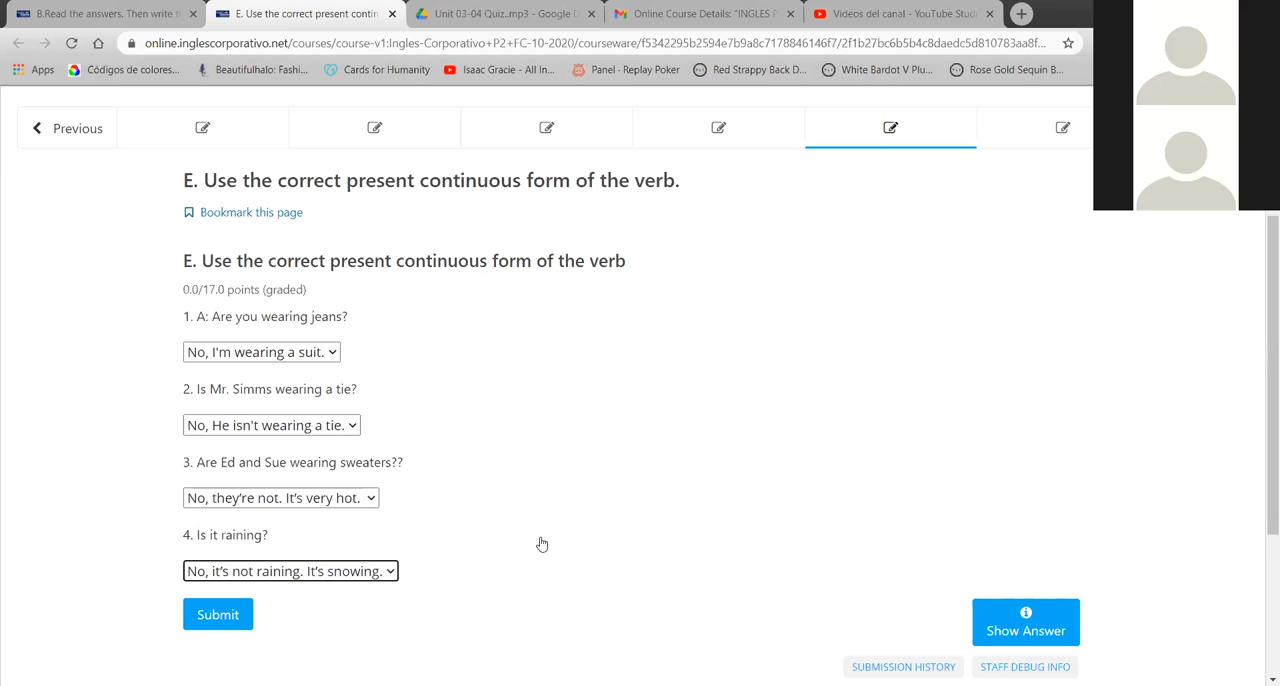 B.Read the answers. Then write t
E. Use the correct present contin
Unit 03-04 Quiz..mp3 - Google D
Online Course Details: "INGLES P
Videos del canal - YouTube Stu
online.inglescorporativo.net/courses/course-v1:Ingles-Corporativo+P2+FC-10-2020/courseware/f5342295b2594e7b9a8c7178846146f7/2f1b27bc6b5b4c8daedc5d810783aa8f...
Apps
Códigos de colores...
Beautifulhalo: Fashi...
Cards for Humanity
Isaac Gracie - All In...
Panel · Replay Poker
Red Strappy Back D...
White Bardot V Plu...
Rose Gold Sequin B...
Previous
E. Use the correct present continuous form of the verb.
Bookmark this page
E. Use the correct present continuous form of the verb
0.0/17.0 points (graded)
1. A: Are you wearing jeans?
No, I'm wearing a suit.
2. Is Mr. Simms wearing a tie?
No, He isn't wearing a tie.
3. Are Ed and Sue wearing sweaters??
No, they’re not. It’s very hot.
4. Is it raining?
No, it’s not raining. It’s snowing.
Submit
Show Answer
SUBMISSION HISTORY
STAFF DEBUG INFO